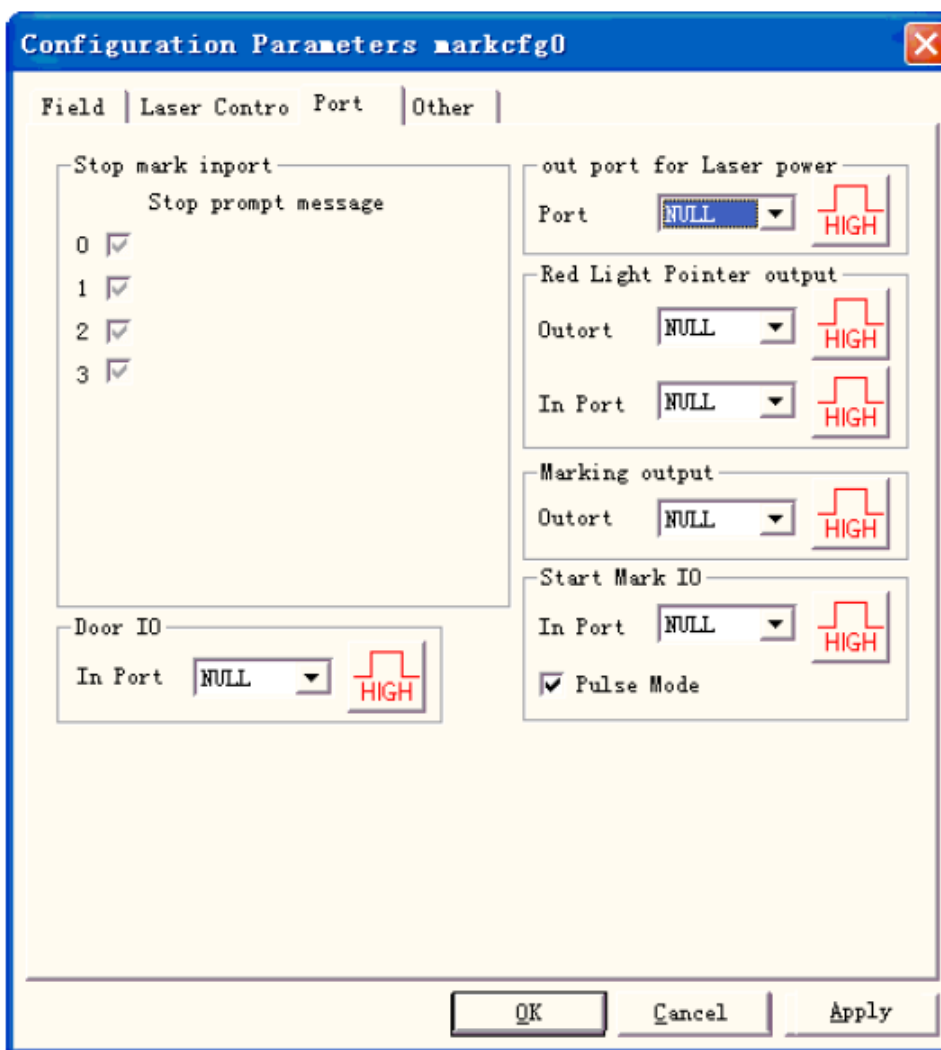 Configuration Parameters markcfg0
Field Laser Contro Port Other
Stop mark inport
Stop prompt message
0
1
2
3
Door IO
In Port NULL HIGH
out port for Laser power
Port NULL HIGH
Red Light Pointer output
Outort NULL HIGH
In Port NULL HIGH
Marking output
Outort NULL HIGH
Start Mark IO
In Port NULL HIGH
Pulse Mode
OK Cancel Apply